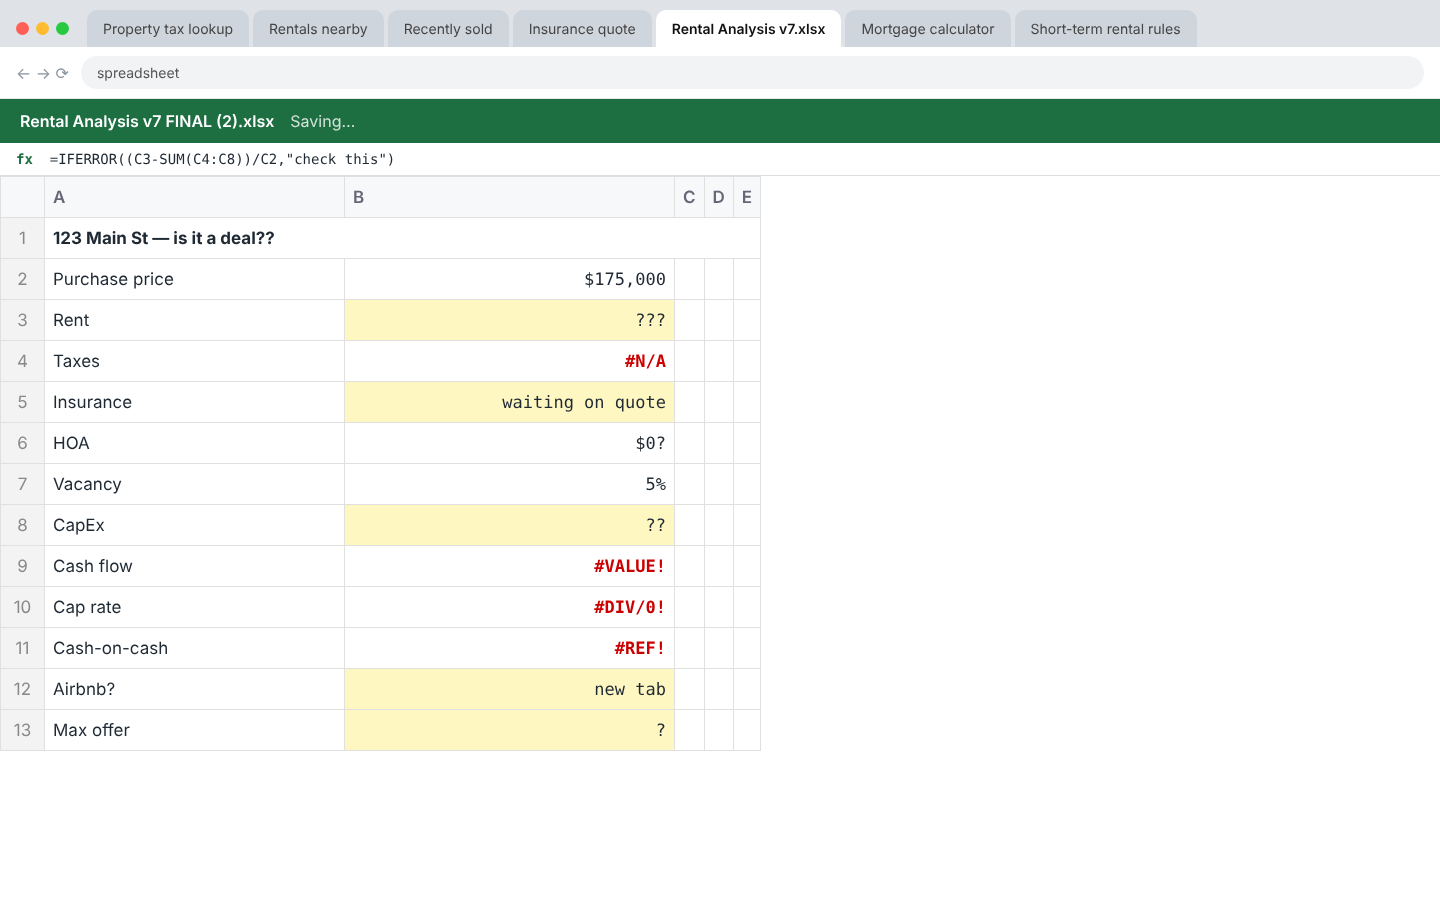 Property tax lookup
Rentals nearby
Recently sold
Insurance quote
Rental Analysis v7.xlsx
Mortgage calculator
Short-term rental rules
spreadsheet
Rental Analysis v7 FINAL (2).xlsx Saving…
fx =IFERROR((C3-SUM(C4:C8))/C2,"check this")
A B C D E
1 123 Main St — is it a deal??
2 Purchase price $175,000
3 Rent ???
4 Taxes #N/A
5 Insurance waiting on quote
6 HOA $0?
7 Vacancy 5%
8 CapEx ??
9 Cash flow #VALUE!
10 Cap rate #DIV/0!
11 Cash-on-cash #REF!
12 Airbnb? new tab
13 Max offer ?